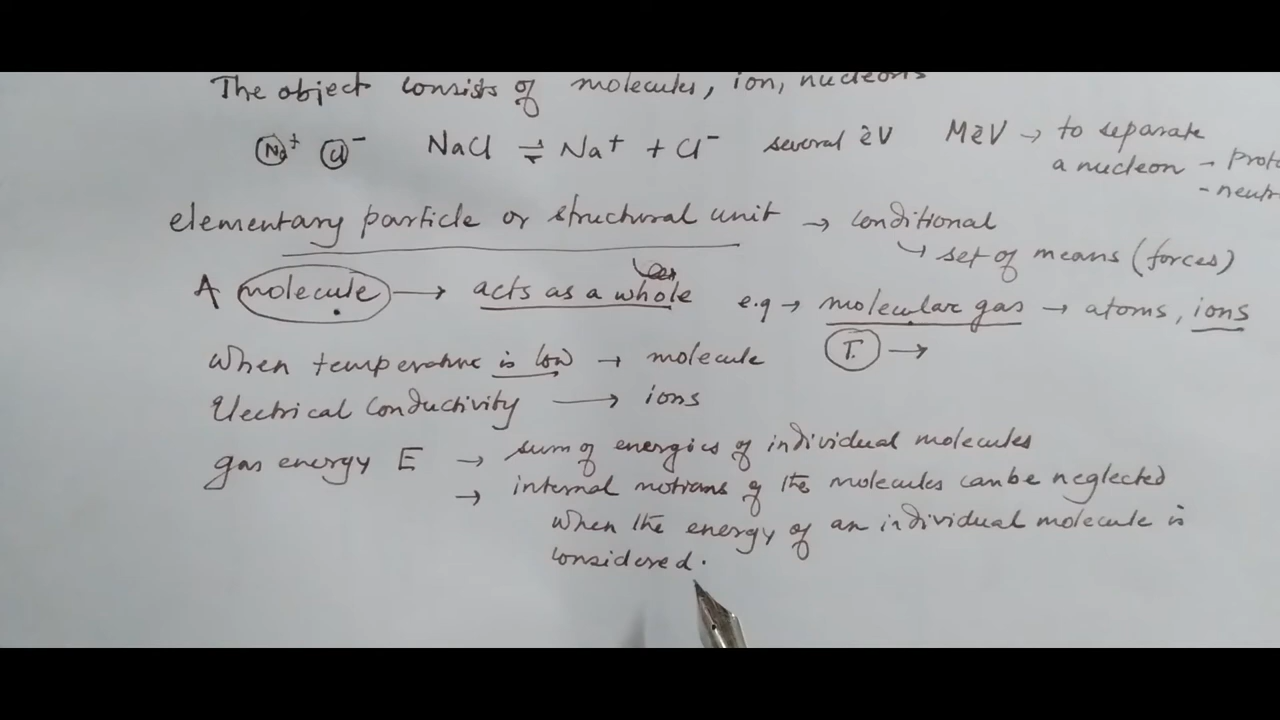 The object consists of molecules, ion, nucleons
Na+ Cl- NaCl ⇌ Na+ + Cl- several eV MeV → to separate
a nucleon - Proto
- neutr
elementary particle or structural unit → conditional
↳ set of means (forces)
A molecule → acts as a whole e.g → molecular gas → atoms, ions
T. →
When temperature is low → molecule
Electrical conductivity → ions
gas energy E → sum of energies of individual molecules
→ internal motions of the molecules can be neglected
when the energy of an individual molecule is
considered.